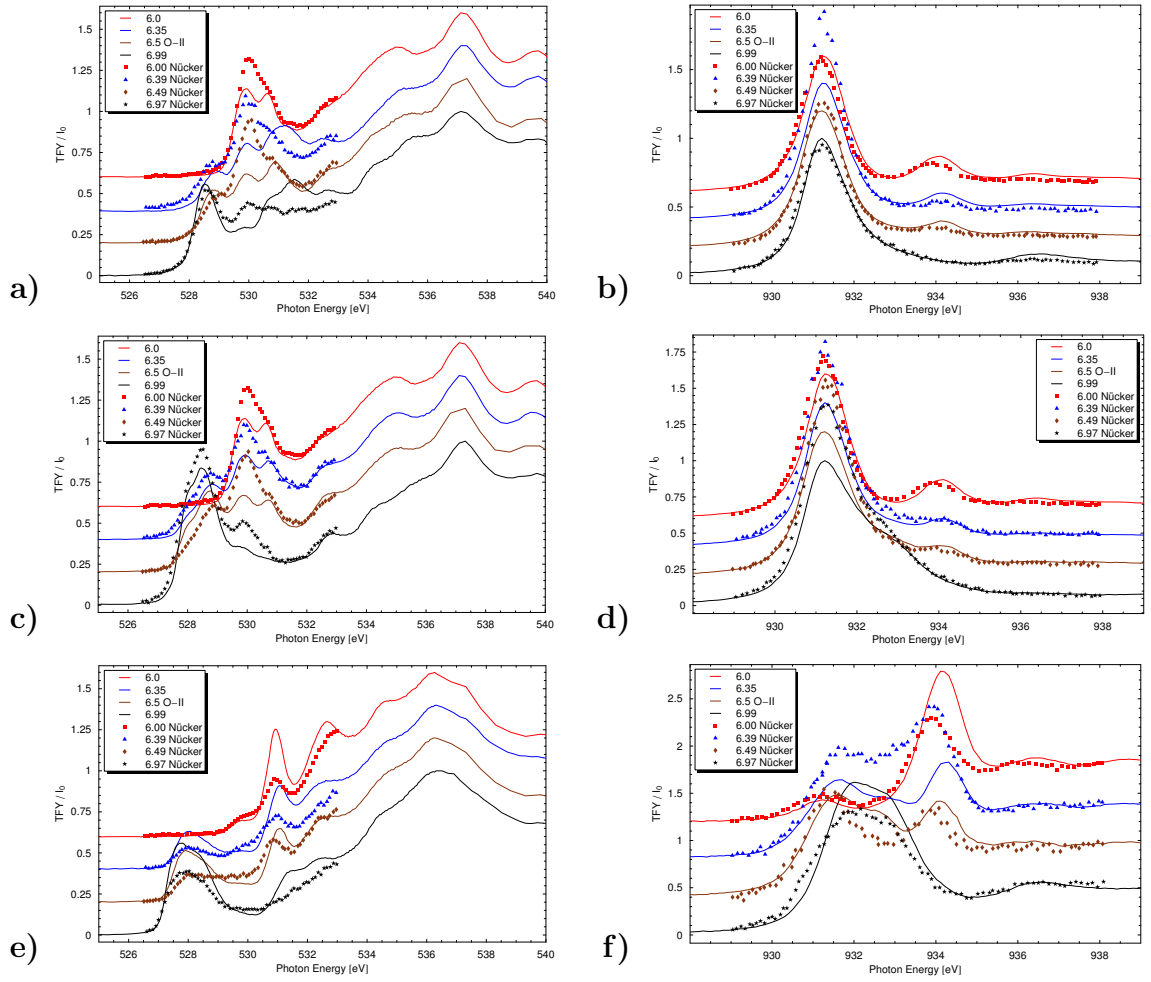 a)
6.0
6.35
6.5 O−II
6.99
6.00 Nücker
6.39 Nücker
6.49 Nücker
6.97 Nücker
TFY / I0
1.5
1.25
1
0.75
0.5
0.25
0
526 528 530 532 534 536 538 540
Photon Energy [eV]
b)
6.0
6.35
6.5 O−II
6.99
6.00 Nücker
6.39 Nücker
6.49 Nücker
6.97 Nücker
TFY / I0
1.5
1
0.5
0
930 932 934 936 938
Photon Energy [eV]
c)
6.0
6.35
6.5 O−II
6.99
6.00 Nücker
6.39 Nücker
6.49 Nücker
6.97 Nücker
TFY / I0
1.5
1.25
1
0.75
0.5
0.25
0
526 528 530 532 534 536 538 540
Photon Energy [eV]
d)
6.0
6.35
6.5 O−II
6.99
6.00 Nücker
6.39 Nücker
6.49 Nücker
6.97 Nücker
TFY / I0
1.75
1.5
1.25
1
0.75
0.5
0.25
0
930 932 934 936 938
Photon Energy [eV]
e)
6.0
6.35
6.5 O−II
6.99
6.00 Nücker
6.39 Nücker
6.49 Nücker
6.97 Nücker
TFY / I0
1.5
1.25
1
0.75
0.5
0.25
0
526 528 530 532 534 536 538 540
Photon Energy [eV]
f)
6.0
6.35
6.5 O−II
6.99
6.00 Nücker
6.39 Nücker
6.49 Nücker
6.97 Nücker
TFY / I0
2.5
2
1.5
1
0.5
0
930 932 934 936 938
Photon Energy [eV]